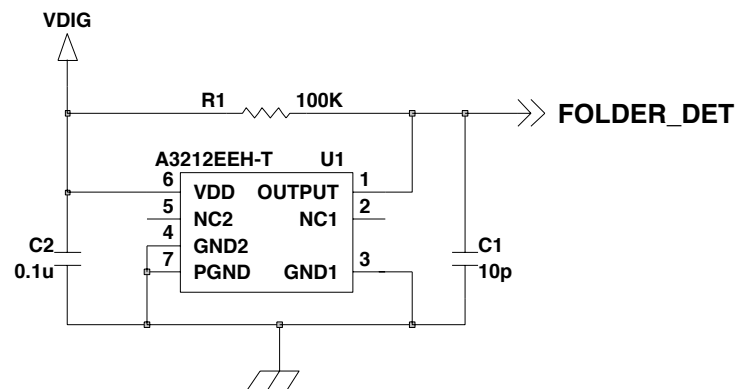 VDIG
R1 100K
FOLDER_DET
A3212EEH-T U1
6 VDD OUTPUT 1
5 NC2 NC1 2
4 GND2
7 PGND GND1 3
C2
0.1u
C1
10p